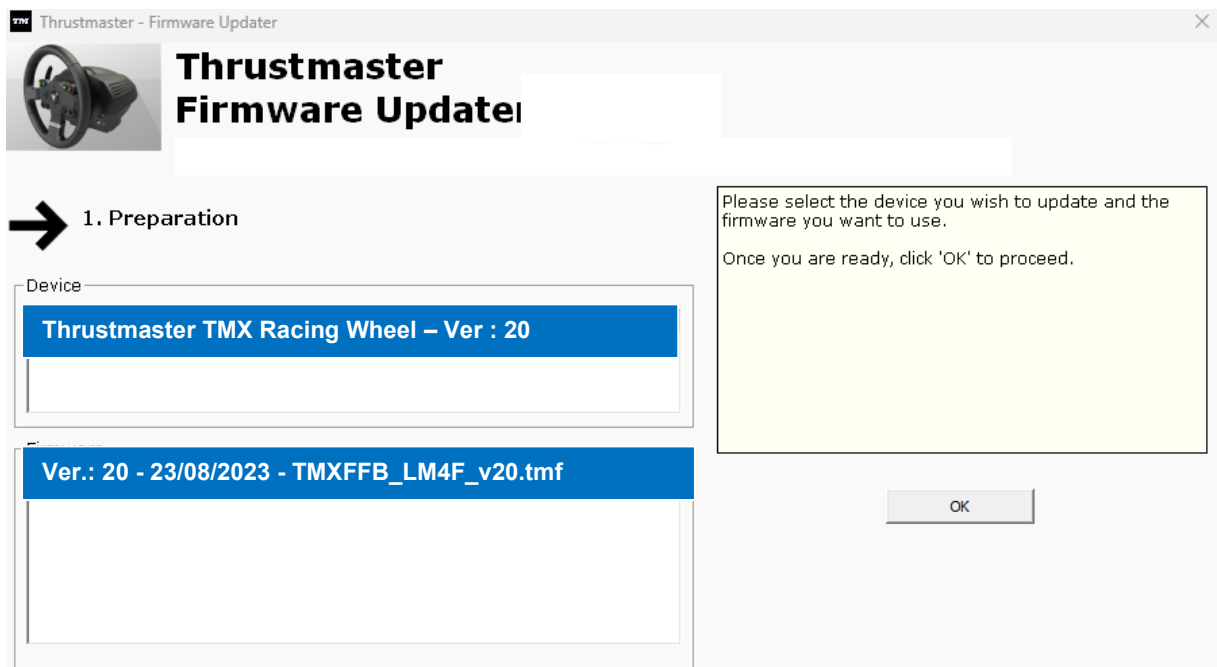 Thrustmaster - Firmware Updater
Thrustmaster
Firmware Updater
1. Preparation
Please select the device you wish to update and the
firmware you want to use.
Once you are ready, click 'OK' to proceed.
Device
Thrustmaster TMX Racing Wheel – Ver : 20
Ver.: 20 - 23/08/2023 - TMXFFB_LM4F_v20.tmf
OK